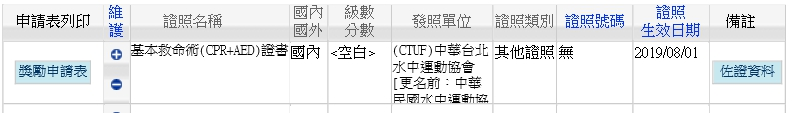 申請表列印 維護 證照名稱 國內國外 級數分數 發照單位 證照類別 證照號碼 證照生效日期 備註
獎勵申請表 基本救命術(CPR+AED)證書 國內 <空白> (CTUF)中華台北 其他證照 無 2019/08/01 佐證資料
水中運動協會
[更名前：中華
民國水中運動協